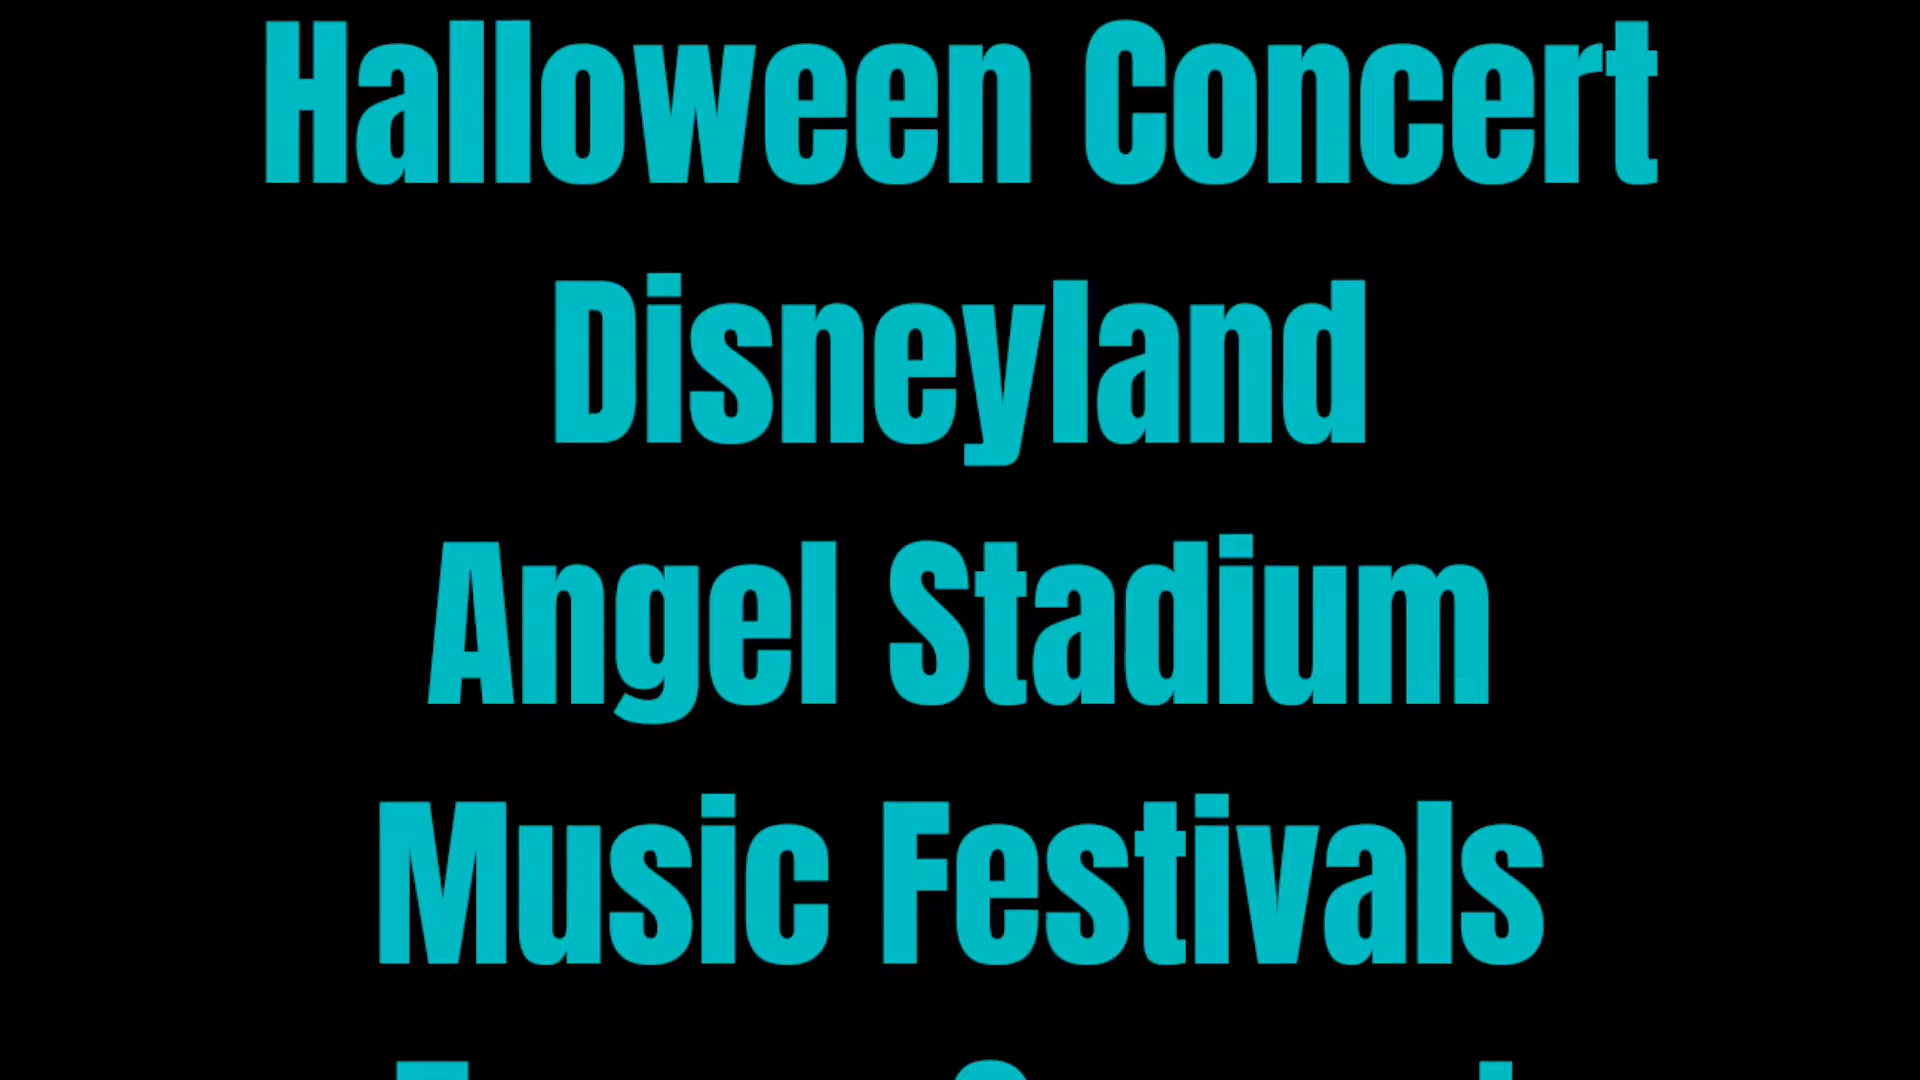 Halloween Concert
Disneyland
Angel Stadium
Music Festivals